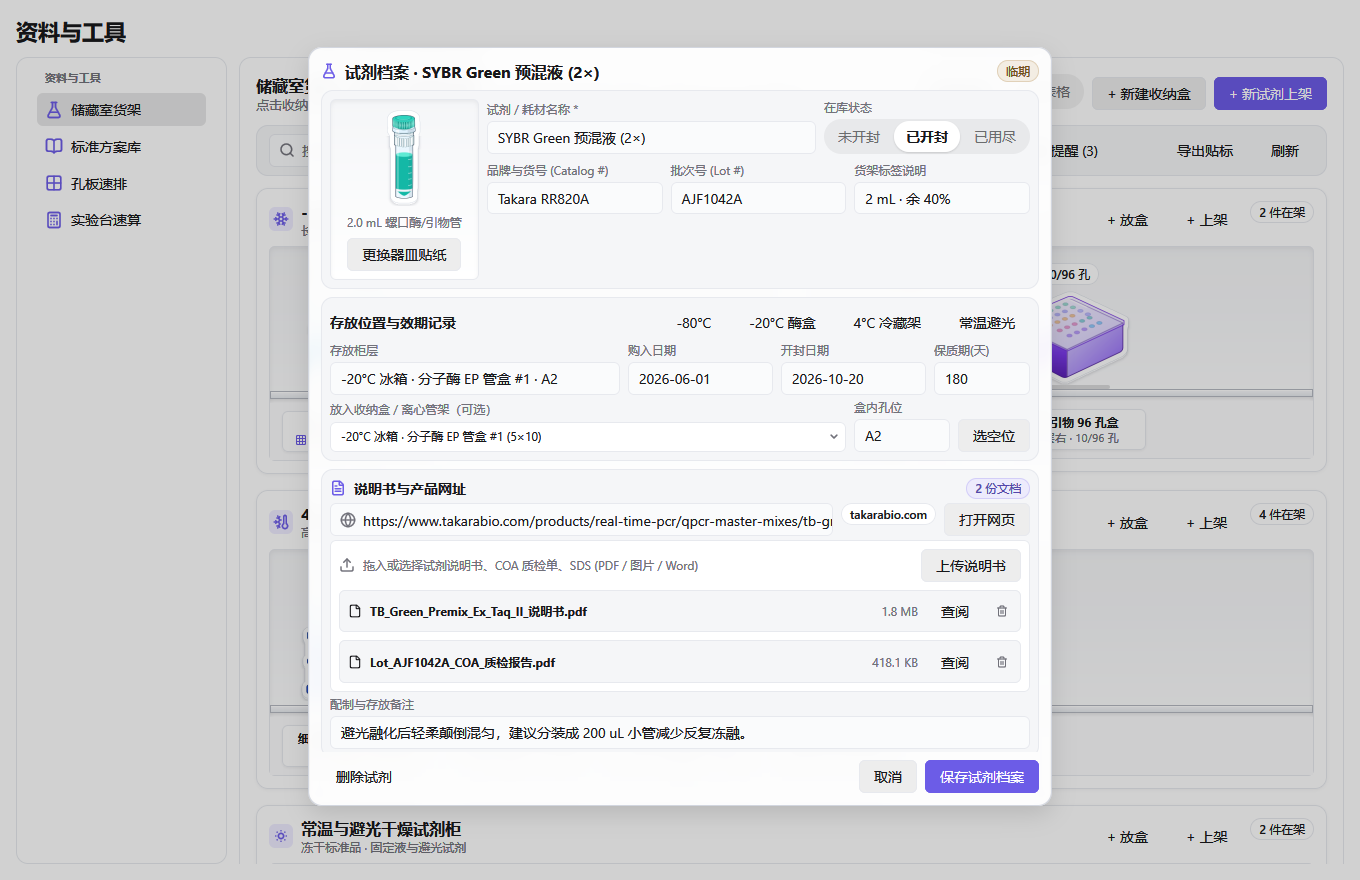 资料与工具
资料与工具
储藏室货架
标准方案库
孔板速排
实验台速算
储藏室
点击收纳
+ 新建收纳盒
+ 新试剂上架
提醒 (3)
导出贴标
刷新
+ 放盒
+ 上架
2 件在架
0/96 孔
引物 96 孔盒
右 · 10/96 孔
+ 放盒
+ 上架
4 件在架
常温与避光干燥试剂柜
冻干标准品 · 固定液与避光试剂
+ 放盒
+ 上架
2 件在架
试剂档案 · SYBR Green 预混液 (2×)
临期
2.0 mL 螺口酶/引物管
更换器皿贴纸
试剂 / 耗材名称 *
SYBR Green 预混液 (2×)
在库状态
未开封
已开封
已用尽
品牌与货号 (Catalog #)
Takara RR820A
批次号 (Lot #)
AJF1042A
货架标签说明
2 mL · 余 40%
存放位置与效期记录
-80°C
-20°C 酶盒
4°C 冷藏架
常温避光
存放柜层
-20°C 冰箱 · 分子酶 EP 管盒 #1 · A2
购入日期
2026-06-01
开封日期
2026-10-20
保质期(天)
180
放入收纳盒 / 离心管架（可选）
-20°C 冰箱 · 分子酶 EP 管盒 #1 (5×10)
盒内孔位
A2
选空位
说明书与产品网址
2 份文档
https://www.takarabio.com/products/real-time-pcr/qpcr-master-mixes/tb-gr
takarabio.com
打开网页
拖入或选择试剂说明书、COA 质检单、SDS (PDF / 图片 / Word)
上传说明书
TB_Green_Premix_Ex_Taq_II_说明书.pdf
1.8 MB
查阅
Lot_AJF1042A_COA_质检报告.pdf
418.1 KB
查阅
配制与存放备注
避光融化后轻柔颠倒混匀，建议分装成 200 uL 小管减少反复冻融。
删除试剂
取消
保存试剂档案